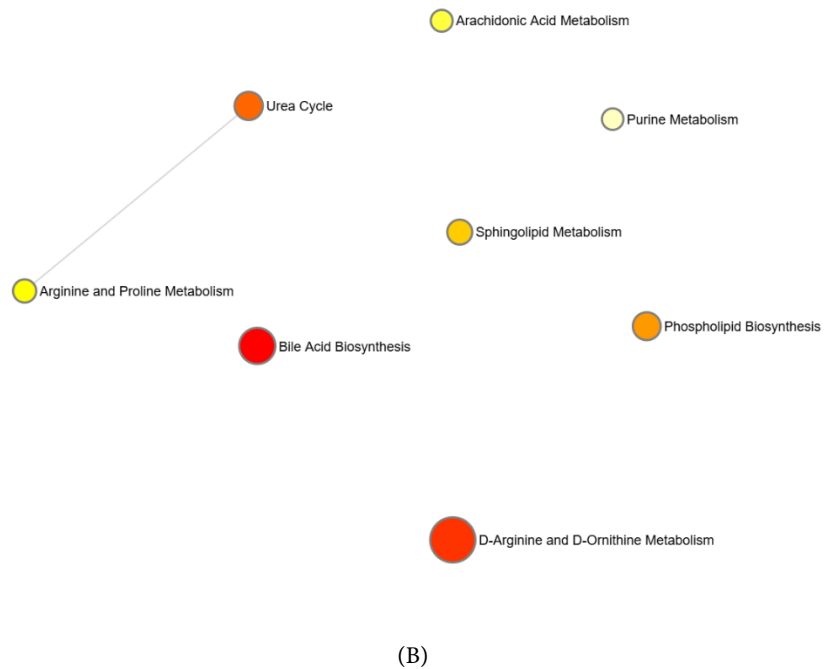 Arachidonic Acid Metabolism
Urea Cycle
Purine Metabolism
Sphingolipid Metabolism
Arginine and Proline Metabolism
Phospholipid Biosynthesis
Bile Acid Biosynthesis
D-Arginine and D-Ornithine Metabolism
(B)